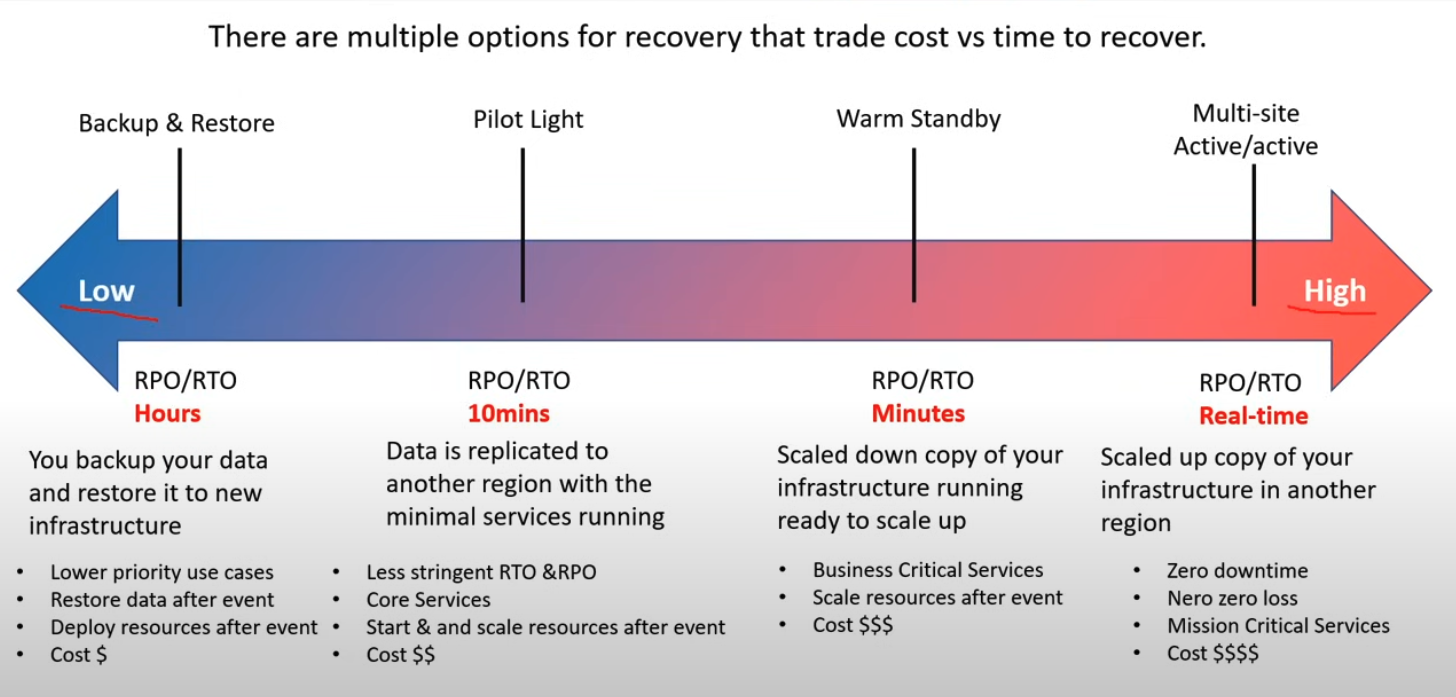 There are multiple options for recovery that trade cost vs time to recover.
Backup & Restore
Pilot Light
Warm Standby
Multi-site
Active/active
Low
High
RPO/RTO
Hours
You backup your data
and restore it to new
infrastructure
• Lower priority use cases
• Restore data after event
• Deploy resources after event
• Cost $
RPO/RTO
10mins
Data is replicated to
another region with the
minimal services running
• Less stringent RTO &RPO
• Core Services
• Start & and scale resources after event
• Cost $$
RPO/RTO
Minutes
Scaled down copy of your
infrastructure running
ready to scale up
• Business Critical Services
• Scale resources after event
• Cost $$$
RPO/RTO
Real-time
Scaled up copy of your
infrastructure in another
region
• Zero downtime
• Nero zero loss
• Mission Critical Services
• Cost $$$$